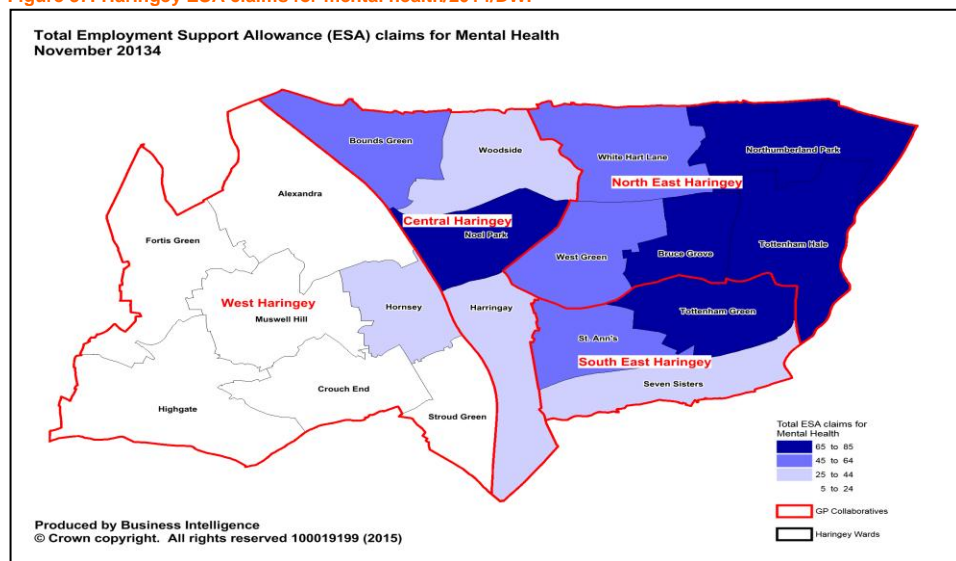 Total Employment Support Allowance (ESA) claims for Mental Health
November 20134
Bounds Green
Woodside
White Hart Lane
Northumberland Park
North East Haringey
Alexandra
Central Haringey
Noel Park
Fortis Green
West Green
Bruce Grove
Tottenham Hale
West Haringey
Muswell Hill
Hornsey
Harringay
Tottenham Green
St. Ann's
South East Haringey
Seven Sisters
Crouch End
Highgate
Stroud Green
Total ESA claims for
Mental Health
65 to 85
45 to 64
25 to 44
5 to 24
GP Collaboratives
Haringey Wards
Produced by Business Intelligence
© Crown copyright. All rights reserved 100019199 (2015)